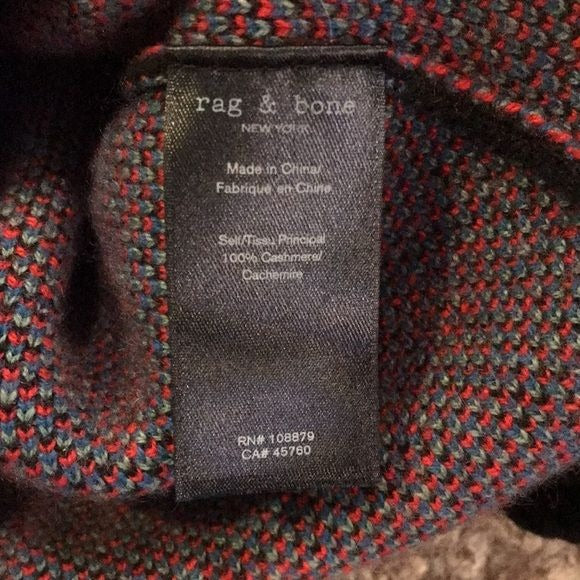 rag & bone
NEW YORK
Made in China/
Fabrique en Chine
Self/Tissu Principal
100% Cashmere/
Cachemire
RN# 108879
CA# 45760